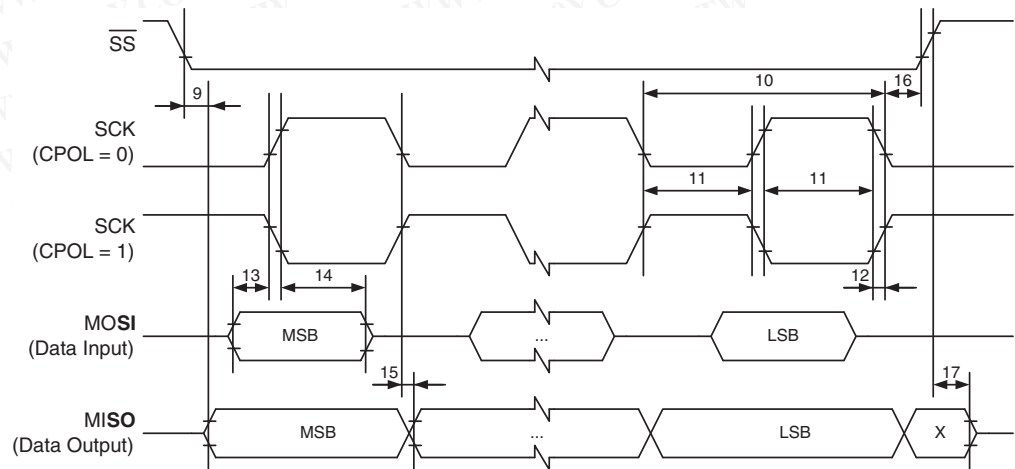 SS
10
9
16
SCK
(CPOL = 0)
11
11
SCK
(CPOL = 1)
13
14
12
MOSI
(Data Input)
MSB
...
LSB
15
17
MISO
(Data Output)
MSB
...
LSB
X